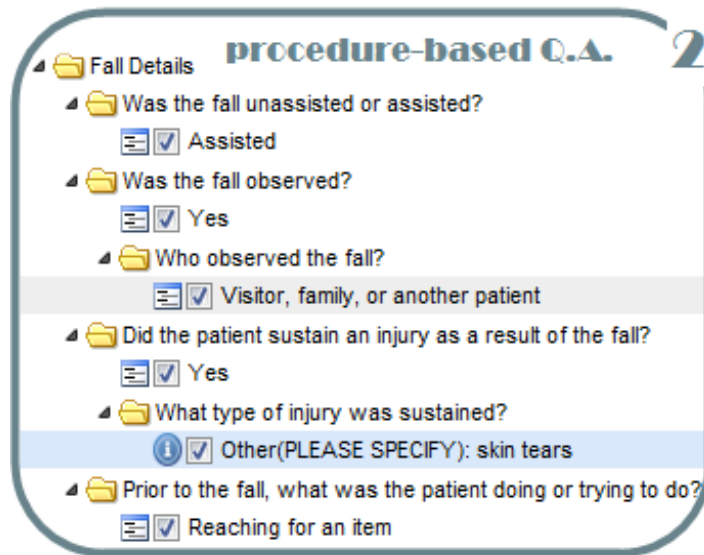 procedure-based Q.A. 2
Fall Details
Was the fall unassisted or assisted?
Assisted
Was the fall observed?
Yes
Who observed the fall?
Visitor, family, or another patient
Did the patient sustain an injury as a result of the fall?
Yes
What type of injury was sustained?
Other(PLEASE SPECIFY): skin tears
Prior to the fall, what was the patient doing or trying to do?
Reaching for an item